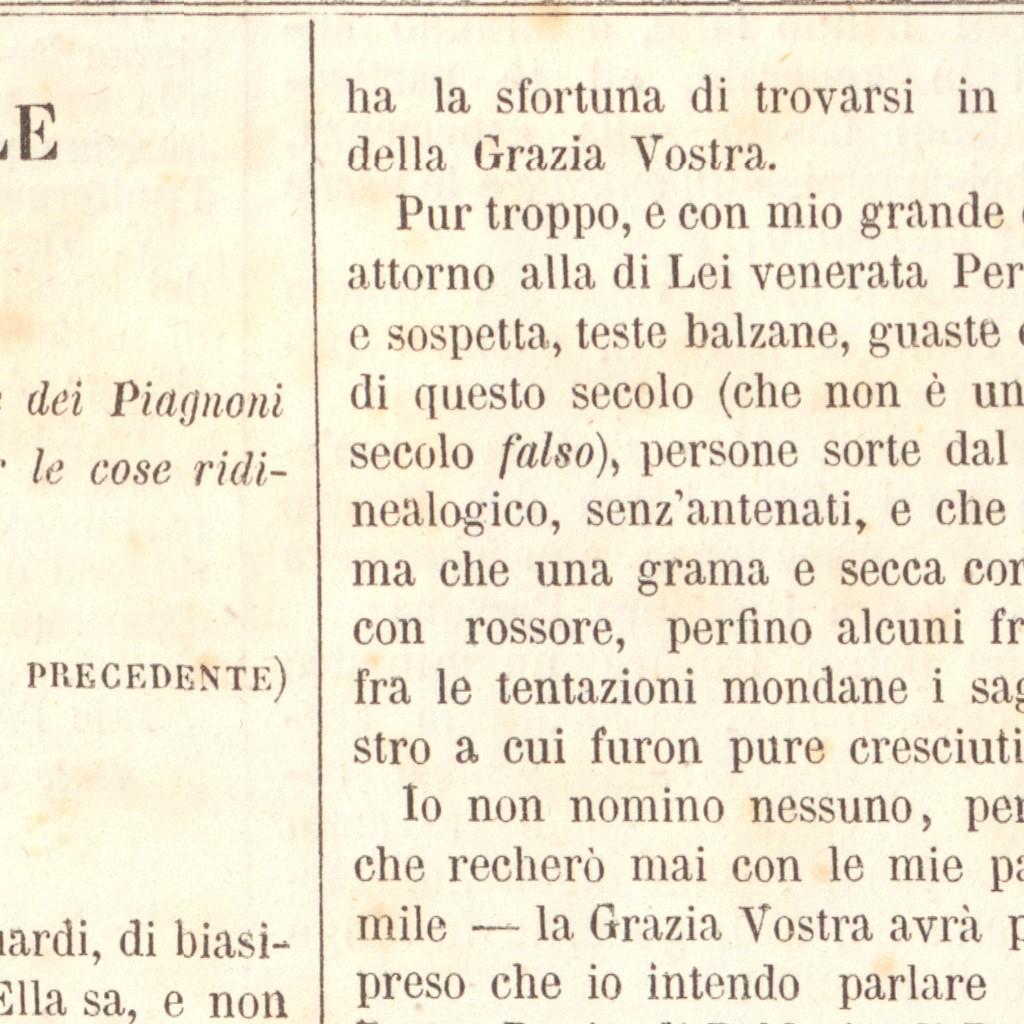 LE
dei Piagnoni
le cose ridi-
PRECEDENTE)
di biasi-
Ella sa, e non
ha la sfortuna di trovarsi in
della Grazia Vostra.
Pur troppo, e con mio grande
attorno alla di Lei venerata Per
e sospetta, teste balzane, guaste
di questo secolo (che non è un
secolo falso), persone sorte dal
nealogico, senz'antenati, e che
ma che una grama e secca cor
con rossore, perfino alcuni fr
fra le tentazioni mondane i sag
stro a cui furon pure cresciuti
Io non nomino nessuno, per
che recherò mai con le mie pa
mile — la Grazia Vostra avrà p
preso che io intendo parlare